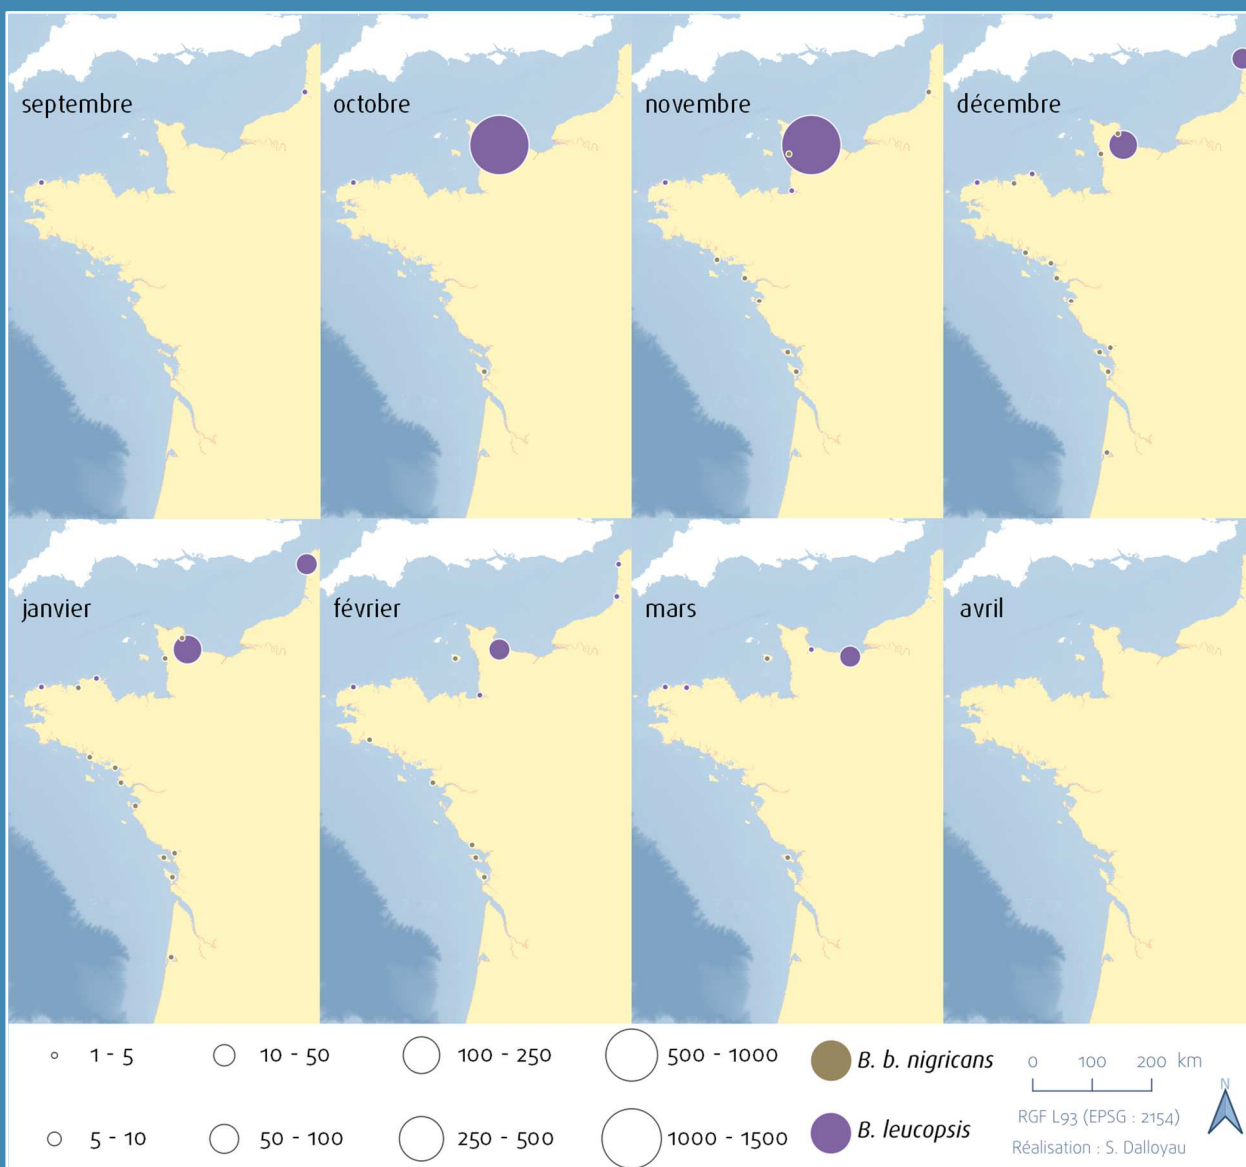 septembre
octobre
novembre
décembre
janvier
février
mars
avril
1 - 5
10 - 50
100 - 250
500 - 1000
B. b. nigricans
5 - 10
50 - 100
250 - 500
1000 - 1500
B. leucopsis
0 100 200 km
N
RGF L93 (EPSG : 2154)
Réalisation : S. Dalloyau